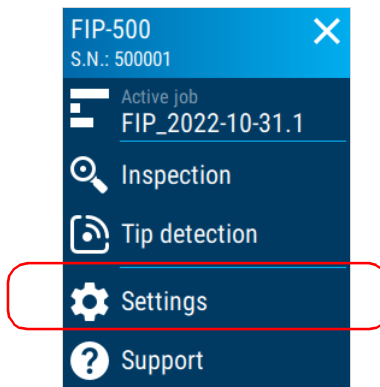 FIP-500
S.N.: 500001
Active job
FIP_2022-10-31.1
Inspection
Tip detection
Settings
Support